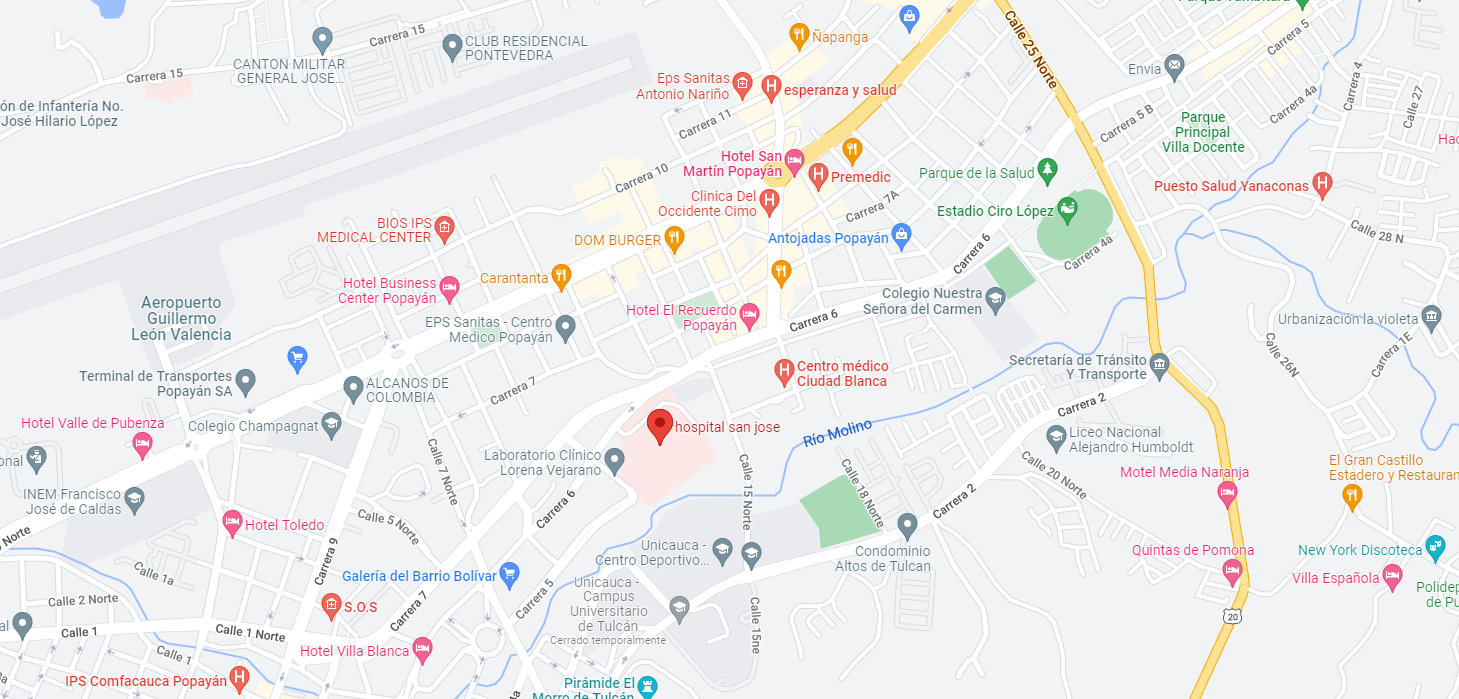 Carrera 15
CLUB RESIDENCIAL
PONTEVEDRA
Ñapanga
Calle 25 Norte
Carrera 5
CANTON MILITAR
GENERAL JOSE...
Carrera 15
Eps Sanitas
Antonio Nariño
esperanza y salud
Envia
Carrera 4
Calle 27
Carrera 4a
ón de Infantería No.
José Hilario López
Carrera 11
Carrera 5 B
Parque
Principal
Villa Docente
Hotel San
Martín Popayán
Premedic
Parque de la Salud
Puesto Salud Yanaconas
Carrera 10
Clinica Del
Occidente Cimo
Carrera 7A
Estadio Ciro López
BIOS IPS
MEDICAL CENTER
DOM BURGER
Antojadas Popayán
Carrera 6
Carrera 4a
Calle 28 N
Carantanta
Hotel Business
Center Popayán
Colegio Nuestra
Señora del Carmen
Aeropuerto
Guillermo
León Valencia
EPS Sanitas - Centro
Medico Popayán
Hotel El Recuerdo
Popayán
Carrera 6
Urbanización la violeta
Calle 26N
Carrera 1E
Secretaría de Tránsito
Y Transporte
Terminal de Transportes
Popayán SA
ALCANOS DE
COLOMBIA
Carrera 7
Centro médico
Ciudad Blanca
Carrera 2
Hotel Valle de Pubenza
Colegio Champagnat
hospital san jose
Río Molino
Liceo Nacional
Alejandro Humboldt
Laboratorio Clínico
Lorena Vejarano
Calle 7 Norte
Calle 15 Norte
Calle 18 Norte
Calle 20 Norte
Motel Media Naranja
El Gran Castillo
Estadero y Restauran
INEM Francisco
José de Caldas
Carrera 6
Carrera 2
Hotel Toledo
Calle 5 Norte
Norte
Carrera 9
Unicauca -
Centro Deportivo...
Condominio
Altos de Tulcan
Quintas de Pomona
New York Discoteca
Villa Española
Calle 1a
Galería del Barrio Bolívar
Carrera 5
Unicauca -
Campus
Universitario
de Tulcán
Cerrado temporalmente
Calle 15ne
Polidep
de Pu
20
Calle 2 Norte
S.O.S
Carrera 7
Calle 1
Calle 1 Norte
Calle 1
Hotel Villa Blanca
IPS Comfacauca Popayán
Pirámide El
Morro de Tulcán